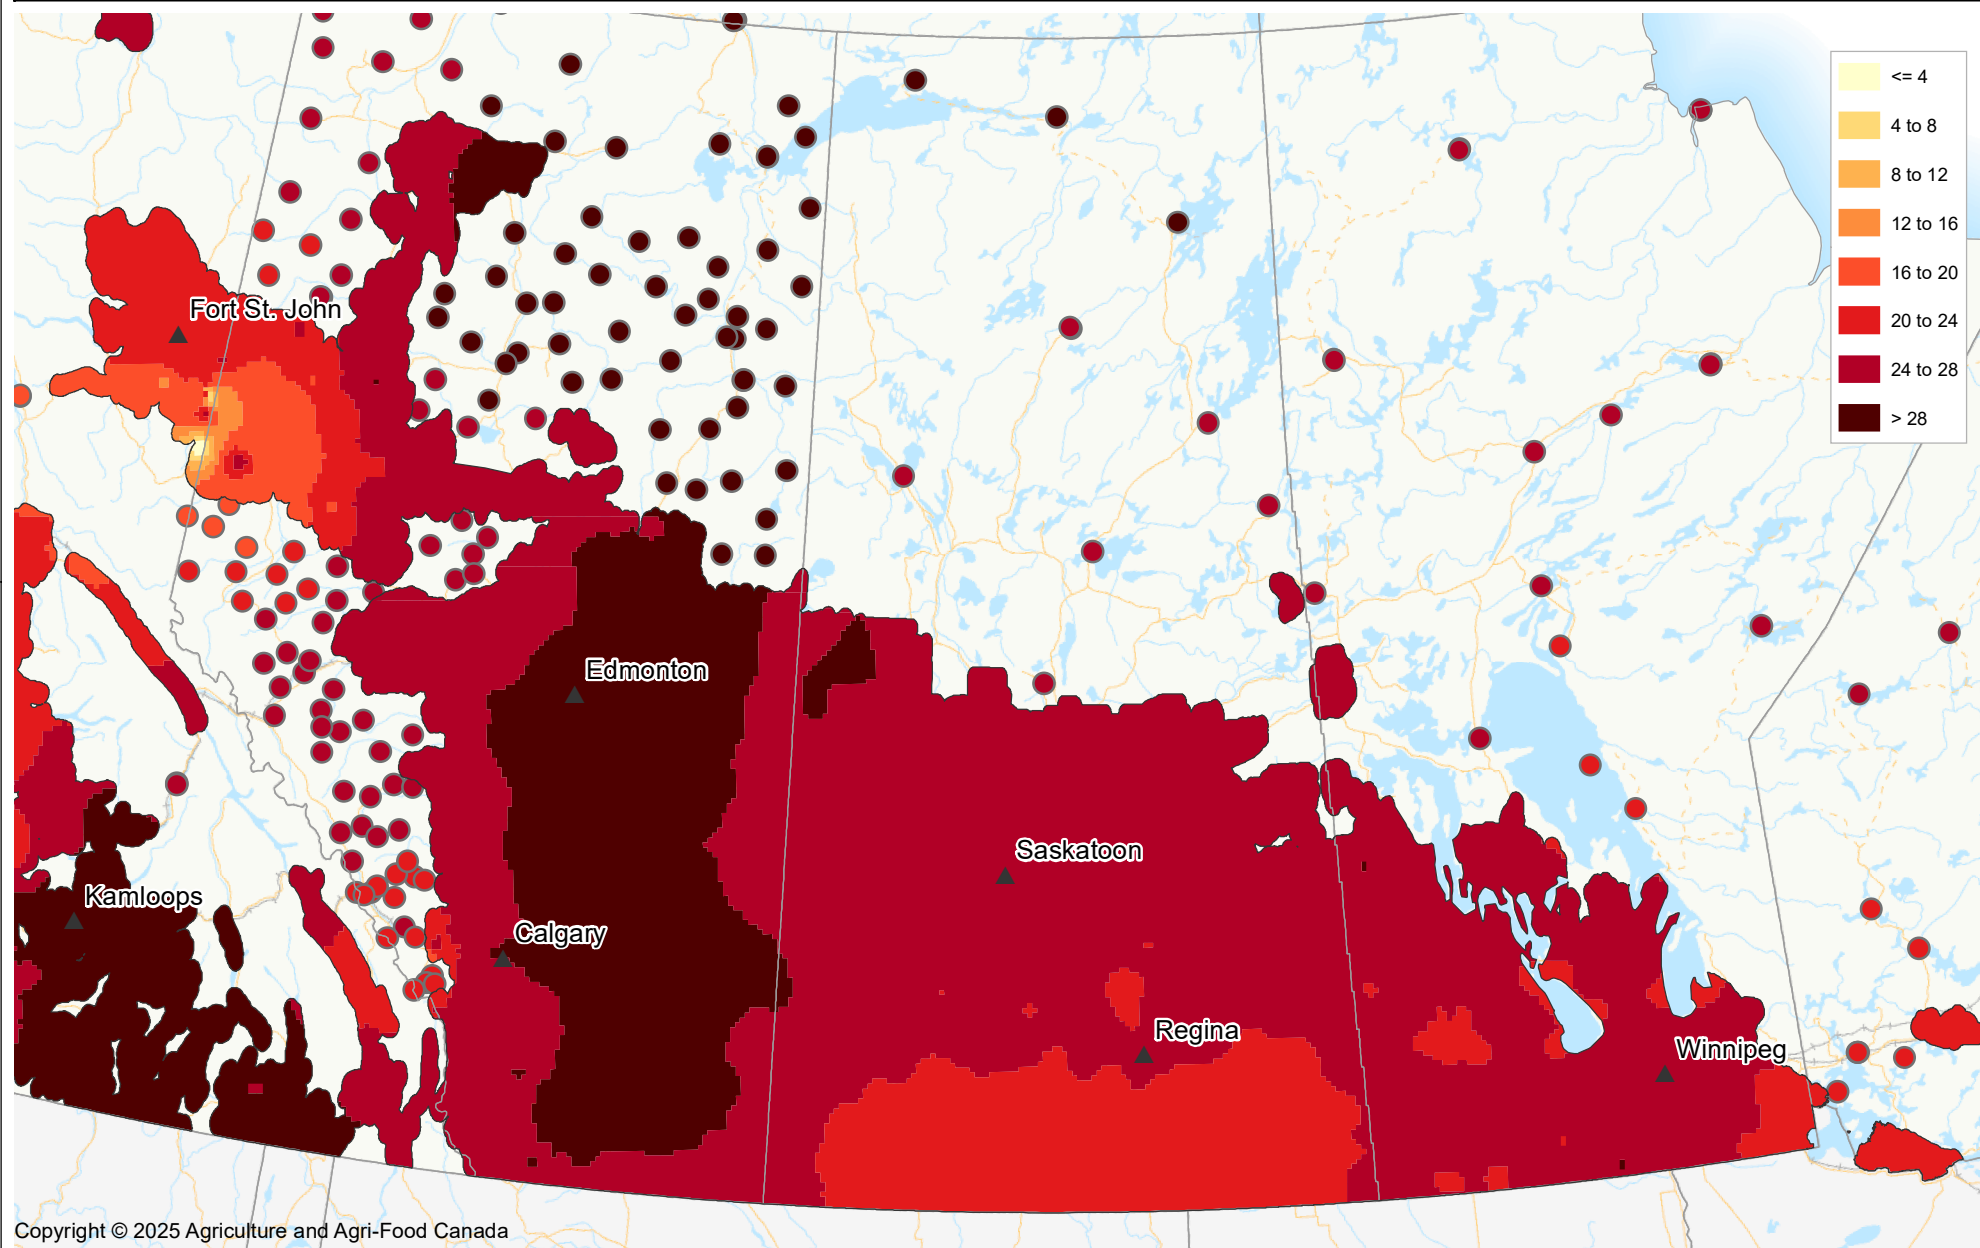 <= 4
4 to 8
8 to 12
12 to 16
16 to 20
20 to 24
24 to 28
> 28
Fort St. John
Edmonton
Saskatoon
Kamloops
Calgary
Regina
Winnipeg
Copyright © 2025 Agriculture and Agri-Food Canada